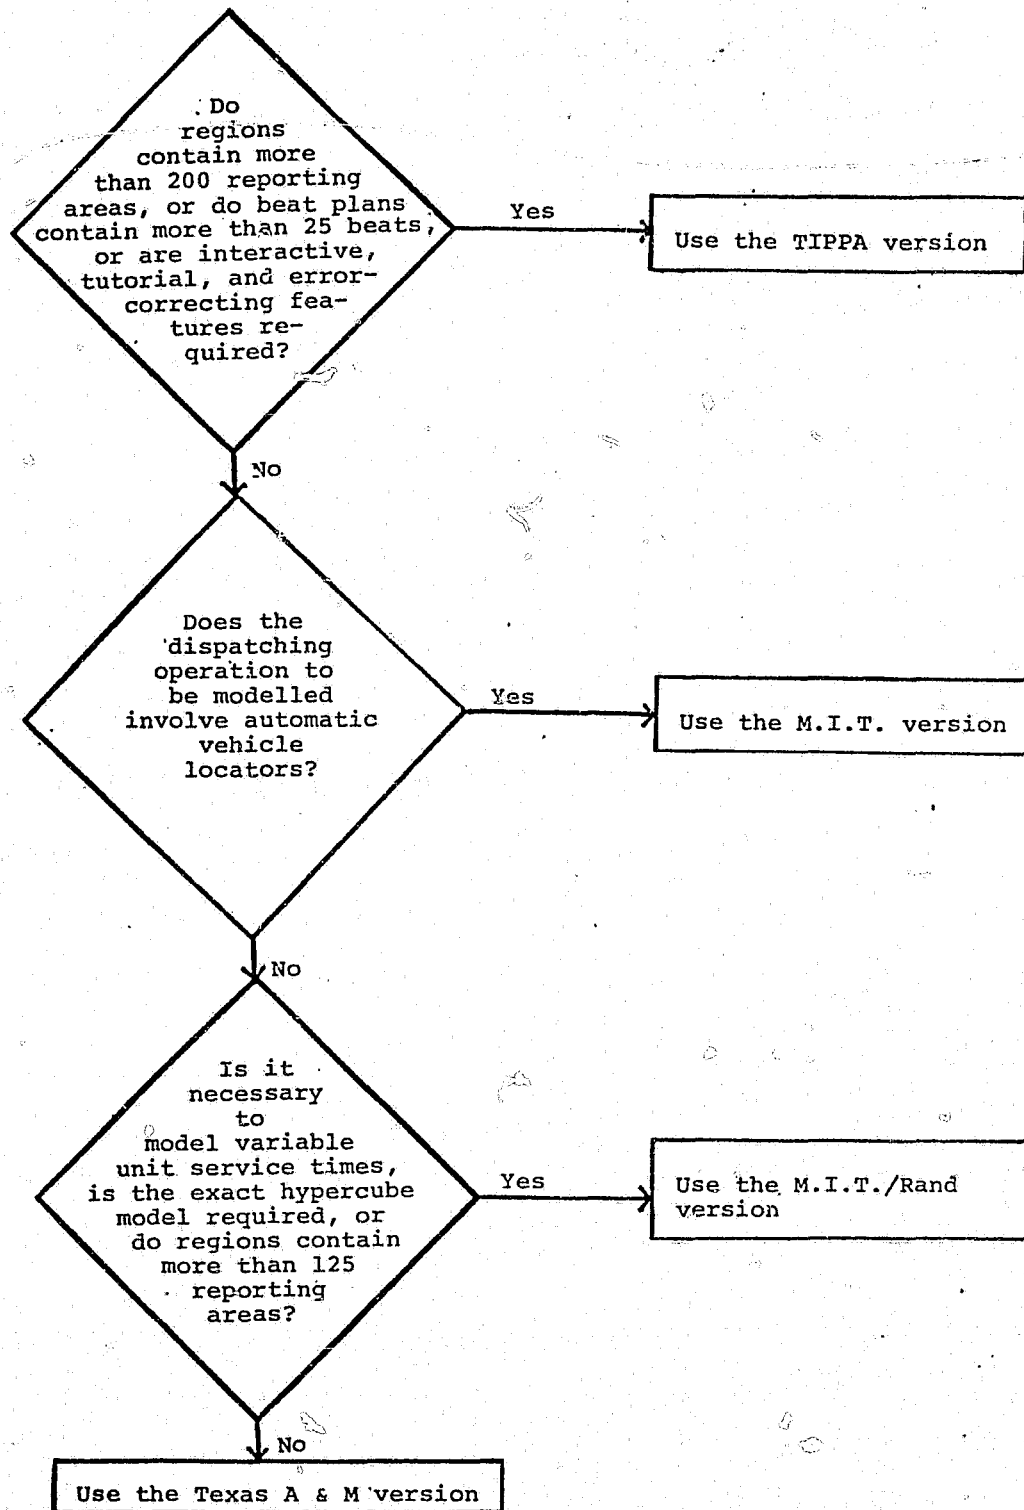 Do
regions
contain more
than 200 reporting
areas, or do beat plans
contain more than 25 beats,
or are interactive,
tutorial, and error-
correcting fea-
tures re-
quired?
Yes
Use the TIPPA version
No
Does the
dispatching
operation to
be modelled
involve automatic
vehicle
locators?
Yes
Use the M.I.T. version
No
Is it
necessary
to
model variable
unit service times,
is the exact hypercube
model required, or
do regions contain
more than 125
reporting
areas?
Yes
Use the M.I.T./Rand
version
No
Use the Texas A & M version